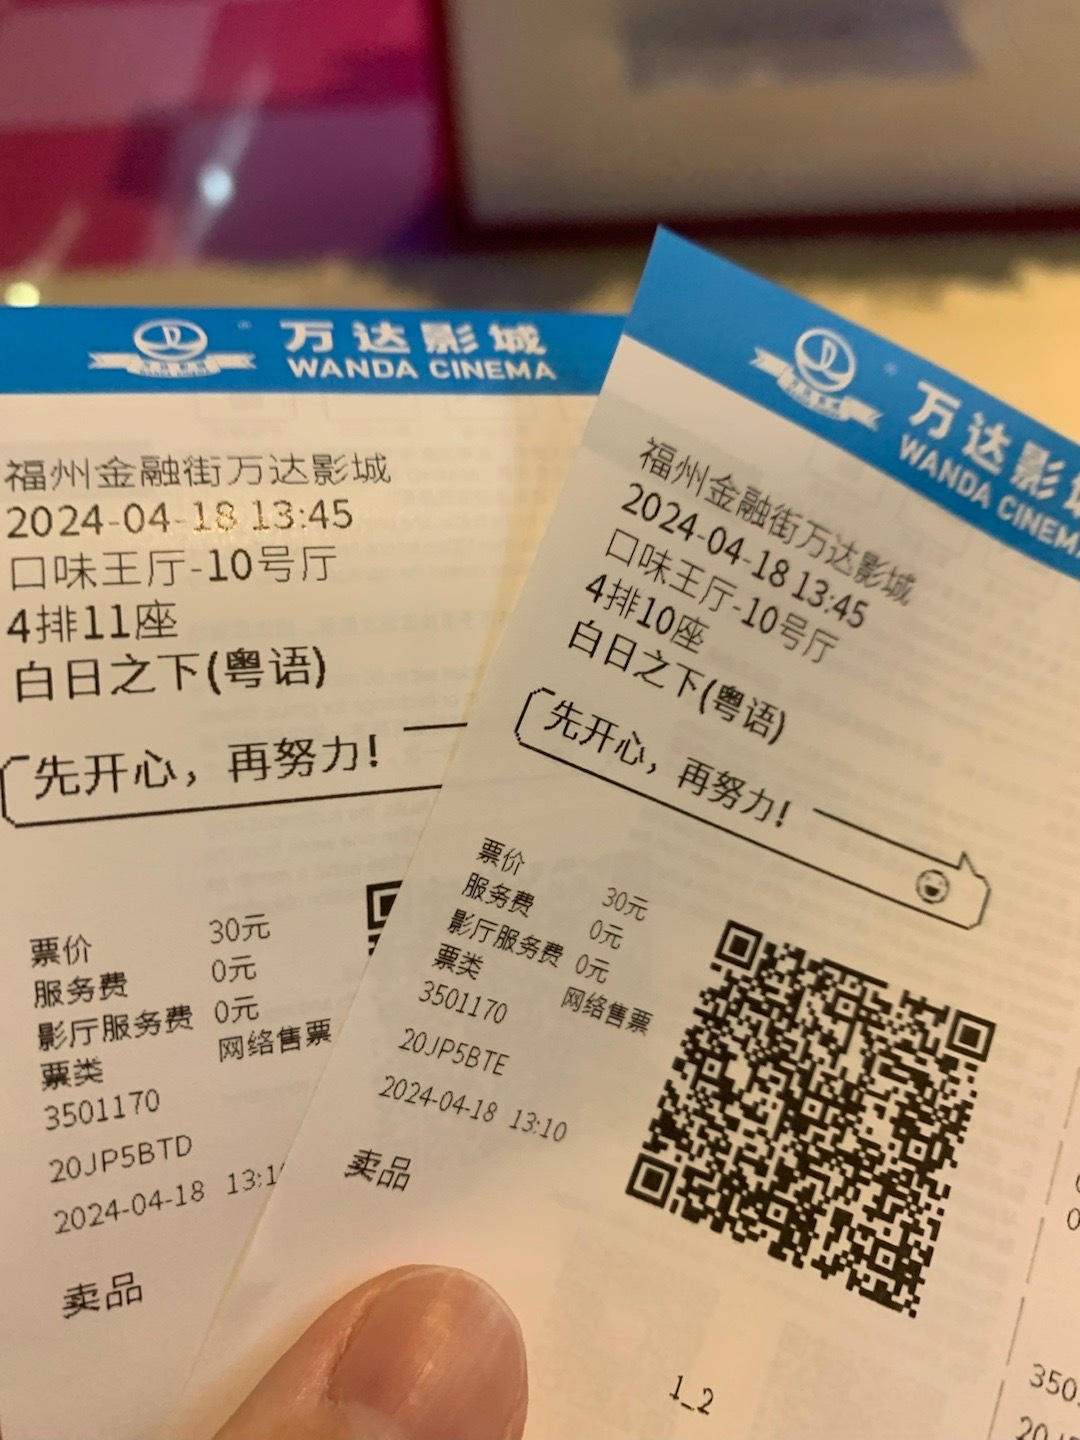 万达影城
WANDA CINEMA
福州金融街万达影城
2024-04-18 13:45
口味王厅-10号厅
4排11座
白日之下(粤语)
先开心，再努力!
票价 30元
服务费 0元
影厅服务费 0元
票类 网络售票
3501170
20JP5BTD
2024-04-18 13:1
卖品
万达影
WANDA CINEM
福州金融街万达影城
2024-04-18 13:45
口味王厅-10号厅
4排10座
白日之下(粤语)
先开心，再努力!
票价 30元
服务费 0元
影厅服务费 0元
票类 网络售票
3501170
20JP5BTE
2024-04-18 13:10
卖品
1_2
350